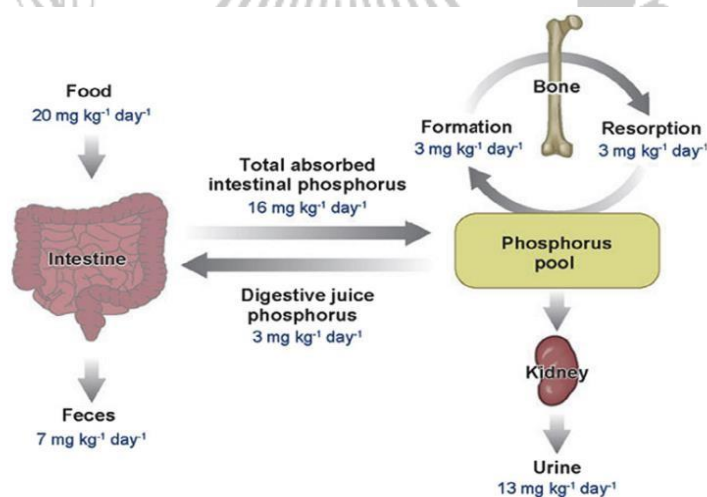 Food
20 mg kg⁻¹ day⁻¹
Intestine
Feces
7 mg kg⁻¹ day⁻¹
Total absorbed
intestinal phosphorus
16 mg kg⁻¹ day⁻¹
Digestive juice
phosphorus
3 mg kg⁻¹ day⁻¹
Bone
Formation
3 mg kg⁻¹ day⁻¹
Resorption
3 mg kg⁻¹ day⁻¹
Phosphorus
pool
Kidney
Urine
13 mg kg⁻¹ day⁻¹